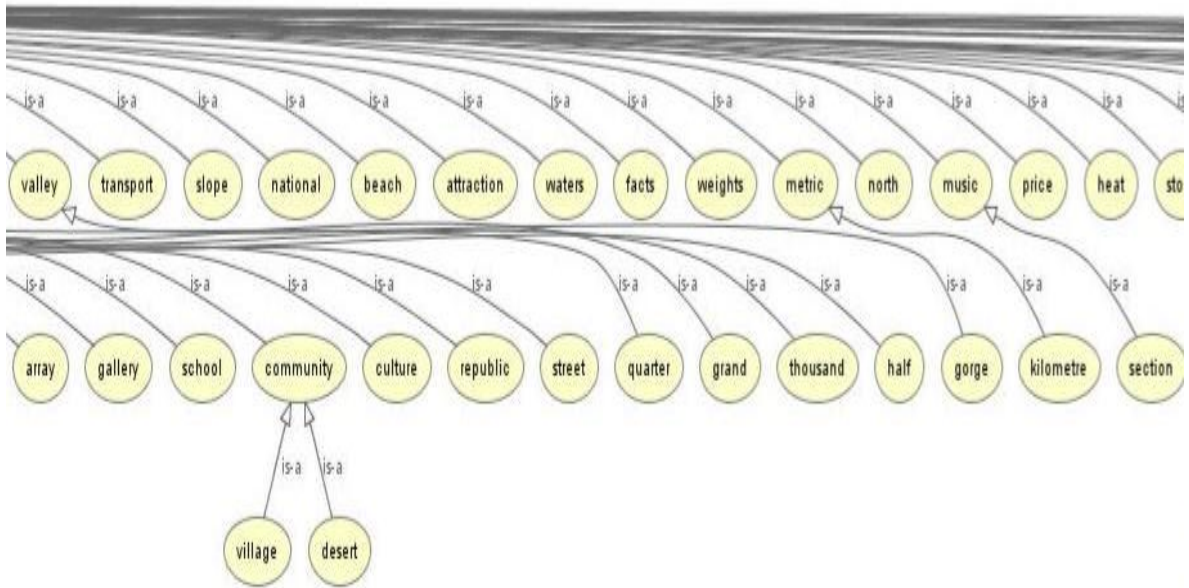 is-a is-a is-a is-a is-a is-a is-a is-a is-a is-a is-a is-a is-a is-a is
valley transport slope national beach attraction waters facts weights metric north music price heat sto
is-a is-a is-a is-a is-a is-a is-a is-a is-a is-a is-a is-a is-a
array gallery school community culture republic street quarter grand thousand half gorge kilometre section
is-a is-a
village desert